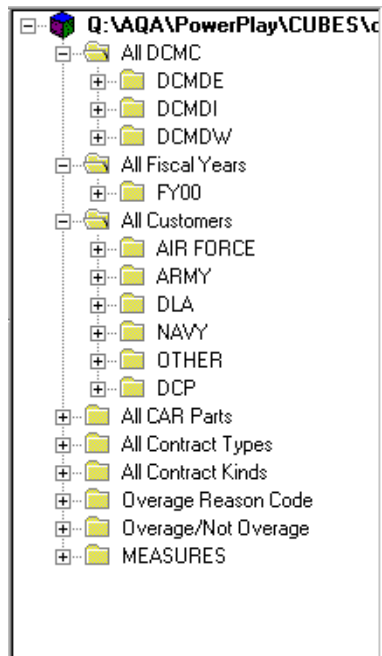 Q:\AQA\PowerPlay\CUBES\c
All DCMC
DCMDE
DCMDI
DCMDW
All Fiscal Years
FY00
All Customers
AIR FORCE
ARMY
DLA
NAVY
OTHER
DCP
All CAR Parts
All Contract Types
All Contract Kinds
Overage Reason Code
Overage/Not Overage
MEASURES